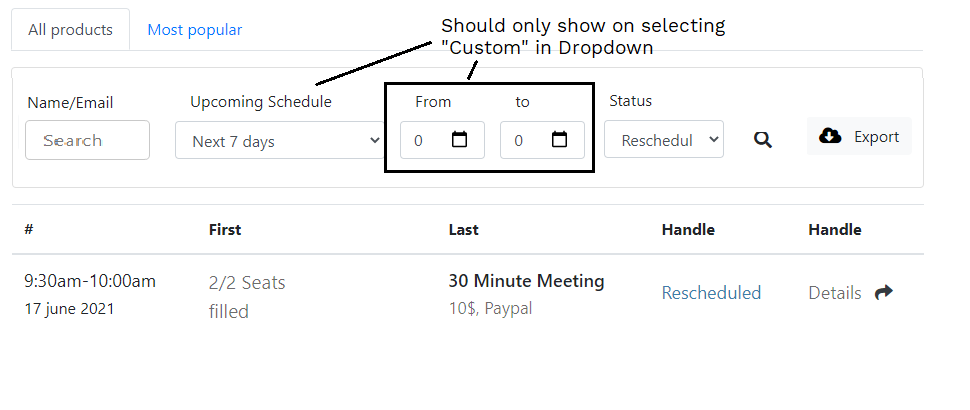 Should only show on selecting
"Custom" in Dropdown
All products
Most popular
Name/Email
Upcoming Schedule
From
to
Status
Search
Next 7 days
0
0
Reschedul
Export
#
First
Last
Handle
Handle
9:30am-10:00am
17 june 2021
2/2 Seats
filled
30 Minute Meeting
10$, Paypal
Rescheduled
Details